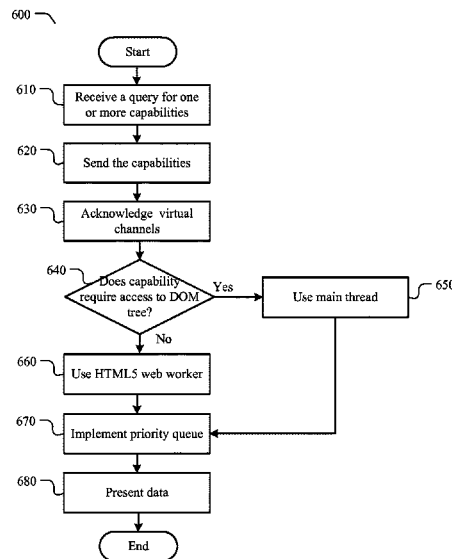 600
Start
610
Receive a query for one
or more capabilities
620
Send the capabilities
630
Acknowledge virtual
channels
640
Does capability
require access to DOM
tree?
Yes
Use main thread
650
No
660
Use HTML5 web worker
670
Implement priority queue
680
Present data
End